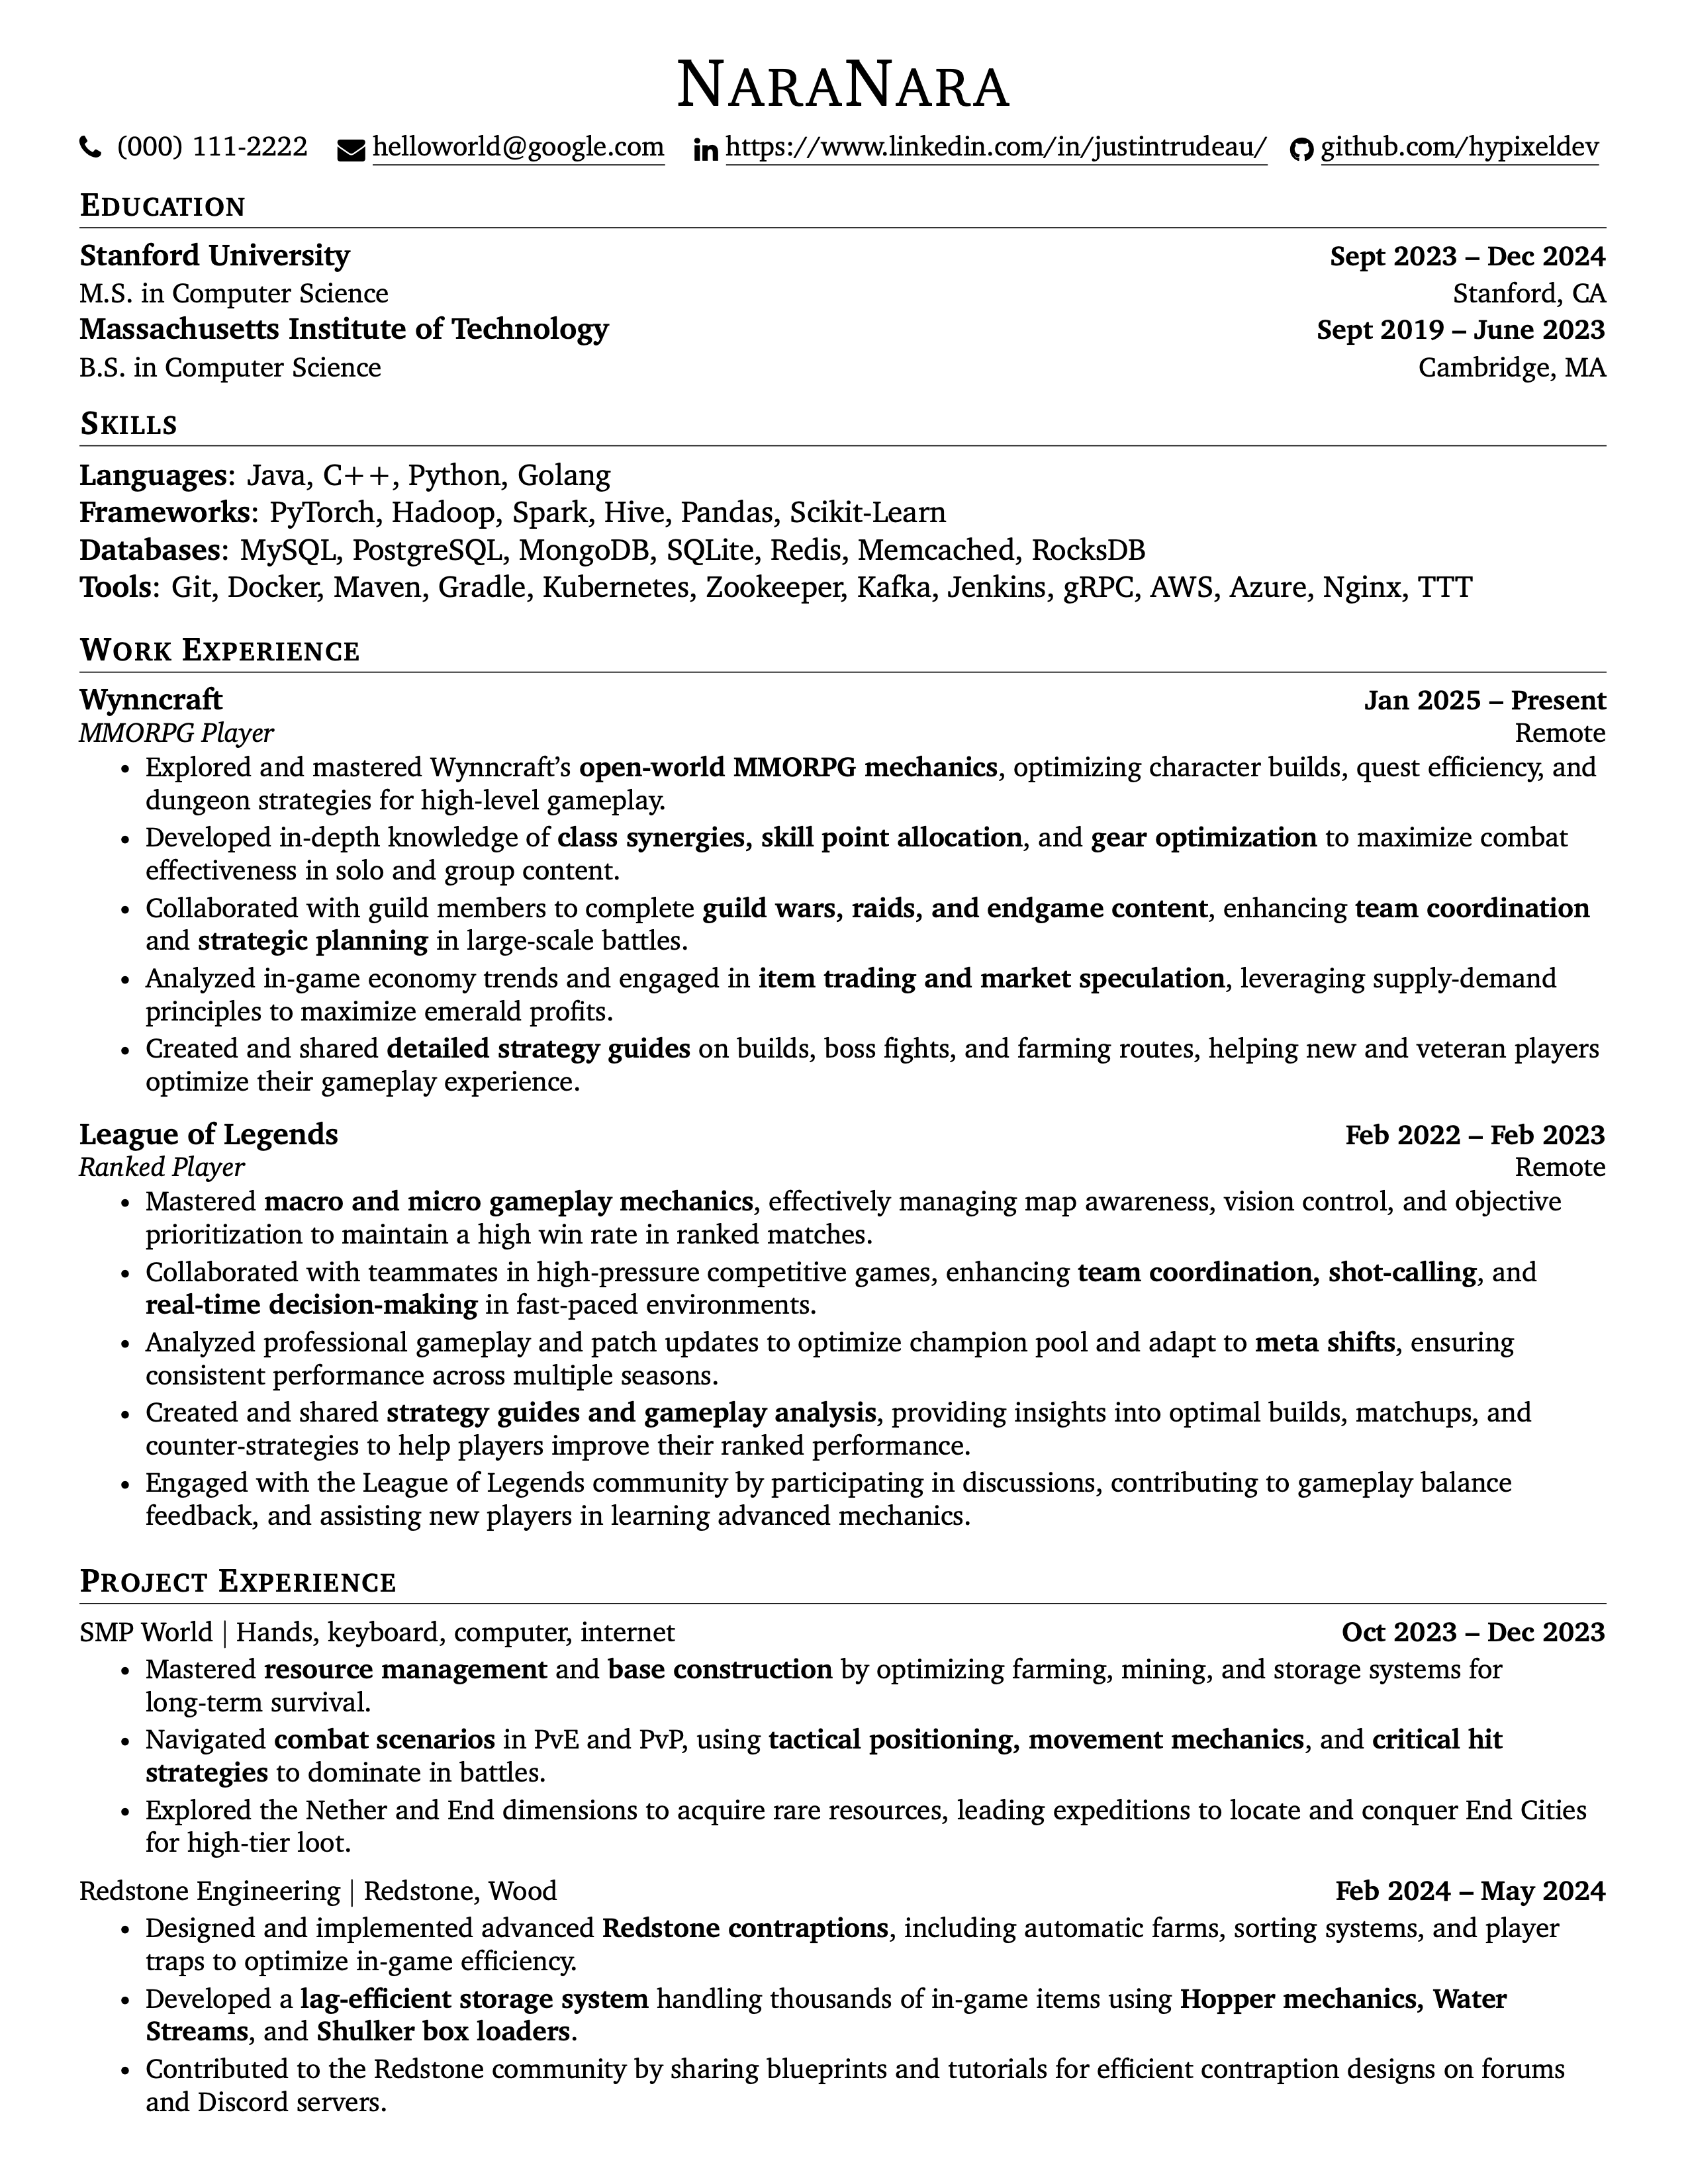 NaraNara
(000) 111-2222 helloworld@google.com https://www.linkedin.com/in/justintrudeau/ github.com/hypixeldev
Education
Stanford University Sept 2023 – Dec 2024
M.S. in Computer Science Stanford, CA
Massachusetts Institute of Technology Sept 2019 – June 2023
B.S. in Computer Science Cambridge, MA
Skills
Languages: Java, C++, Python, Golang
Frameworks: PyTorch, Hadoop, Spark, Hive, Pandas, Scikit-Learn
Databases: MySQL, PostgreSQL, MongoDB, SQLite, Redis, Memcached, RocksDB
Tools: Git, Docker, Maven, Gradle, Kubernetes, Zookeeper, Kafka, Jenkins, gRPC, AWS, Azure, Nginx, TTT
Work Experience
Wynncraft Jan 2025 – Present
MMORPG Player Remote
• Explored and mastered Wynncraft’s open-world MMORPG mechanics, optimizing character builds, quest efficiency, and
dungeon strategies for high-level gameplay.
• Developed in-depth knowledge of class synergies, skill point allocation, and gear optimization to maximize combat
effectiveness in solo and group content.
• Collaborated with guild members to complete guild wars, raids, and endgame content, enhancing team coordination
and strategic planning in large-scale battles.
• Analyzed in-game economy trends and engaged in item trading and market speculation, leveraging supply-demand
principles to maximize emerald profits.
• Created and shared detailed strategy guides on builds, boss fights, and farming routes, helping new and veteran players
optimize their gameplay experience.
League of Legends Feb 2022 – Feb 2023
Ranked Player Remote
• Mastered macro and micro gameplay mechanics, effectively managing map awareness, vision control, and objective
prioritization to maintain a high win rate in ranked matches.
• Collaborated with teammates in high-pressure competitive games, enhancing team coordination, shot-calling, and
real-time decision-making in fast-paced environments.
• Analyzed professional gameplay and patch updates to optimize champion pool and adapt to meta shifts, ensuring
consistent performance across multiple seasons.
• Created and shared strategy guides and gameplay analysis, providing insights into optimal builds, matchups, and
counter-strategies to help players improve their ranked performance.
• Engaged with the League of Legends community by participating in discussions, contributing to gameplay balance
feedback, and assisting new players in learning advanced mechanics.
Project Experience
SMP World | Hands, keyboard, computer, internet Oct 2023 – Dec 2023
• Mastered resource management and base construction by optimizing farming, mining, and storage systems for
long-term survival.
• Navigated combat scenarios in PvE and PvP, using tactical positioning, movement mechanics, and critical hit
strategies to dominate in battles.
• Explored the Nether and End dimensions to acquire rare resources, leading expeditions to locate and conquer End Cities
for high-tier loot.
Redstone Engineering | Redstone, Wood Feb 2024 – May 2024
• Designed and implemented advanced Redstone contraptions, including automatic farms, sorting systems, and player
traps to optimize in-game efficiency.
• Developed a lag-efficient storage system handling thousands of in-game items using Hopper mechanics, Water
Streams, and Shulker box loaders.
• Contributed to the Redstone community by sharing blueprints and tutorials for efficient contraption designs on forums
and Discord servers.